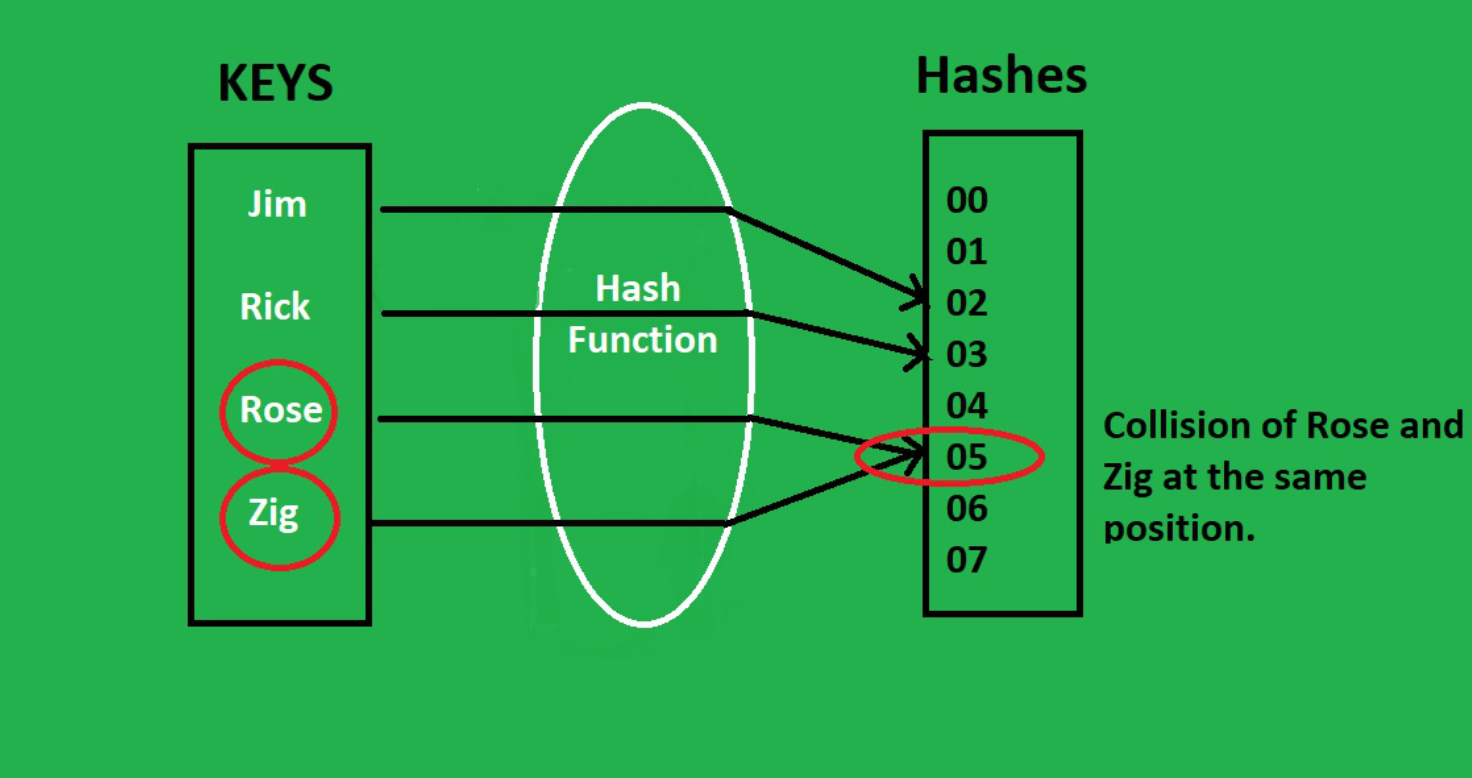 KEYS
Hashes
Jim
Rick
Rose
Zig
Hash
Function
00
01
02
03
04
05
06
07
Collision of Rose and
Zig at the same
position.